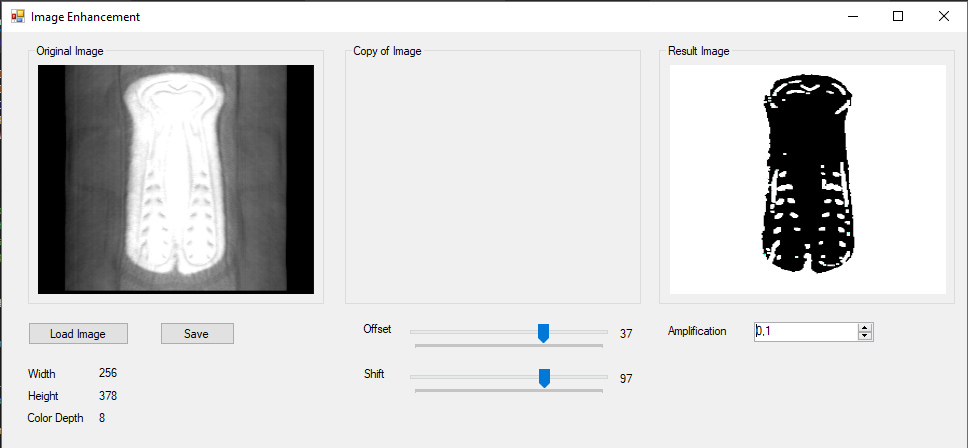 Image Enhancement
Original Image
Copy of Image
Result Image
Load Image
Save
Offset
37
Amplification
0,1
Shift
97
Width
256
Height
378
Color Depth
8